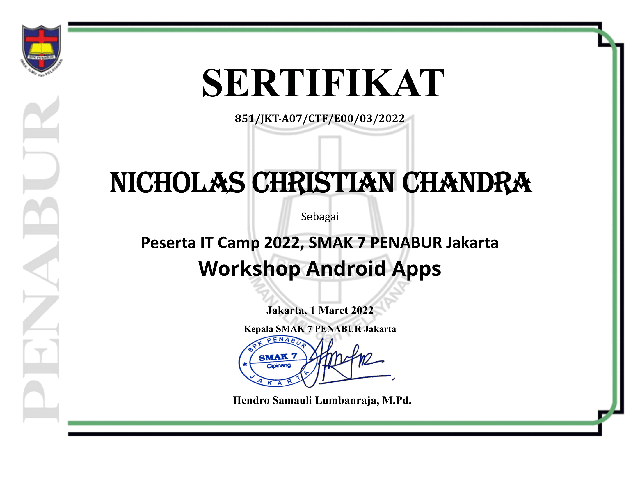 SERTIFIKAT
851/JKT-A07/CTF/E00/03/2022
NICHOLAS CHRISTIAN CHANDRA
Sebagai
Peserta IT Camp 2022, SMAK 7 PENABUR Jakarta
Workshop Android Apps
Jakarta, 1 Maret 2022
Kepala SMAK 7 PENABUR Jakarta
BPK PENABUR
SMAK 7
Cipinang
JAKARTA
Hendro Samauli Lumbanraja, M.Pd.
PENABUR